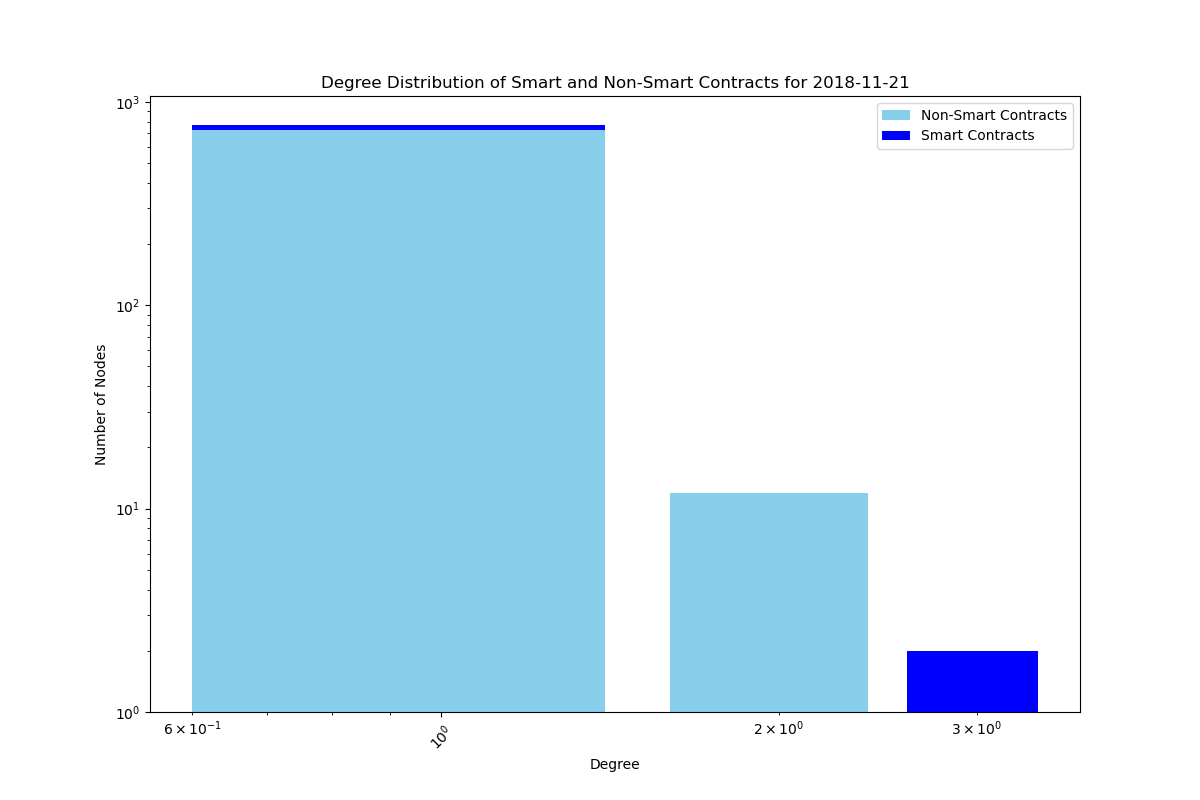 Degree Distribution of Smart and Non-Smart Contracts for 2018-11-21
Non-Smart Contracts
Smart Contracts
Number of Nodes
10³
10²
10¹
10⁰
6 × 10⁻¹
10⁰
2 × 10⁰
3 × 10⁰
Degree